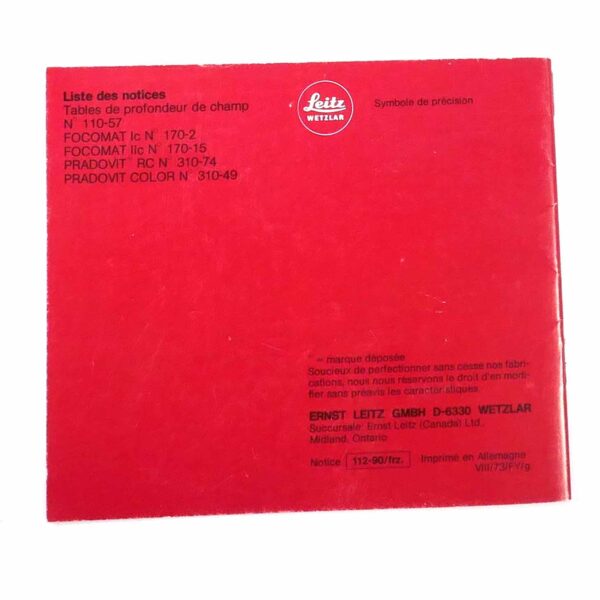 Liste des notices
Tables de profondeur de champ
N° 110-57
FOCOMAT Ic N° 170-2
FOCOMAT IIc N° 170-15
PRADOVIT* RC N° 310-74
PRADOVIT COLOR N° 310-49
Leitz
WETZLAR
Symbole de précision
* = marque déposée
Soucieux de perfectionner sans cesse nos fabri-
cations, nous nous réservons le droit d'en modi-
fier sans préavis les caractéristiques.
ERNST LEITZ GMBH D-6330 WETZLAR
Succursale: Ernst Leitz (Canada) Ltd.,
Midland, Ontario
Notice 112-90/frz. Imprimé en Allemagne
VIII/73/FY/g